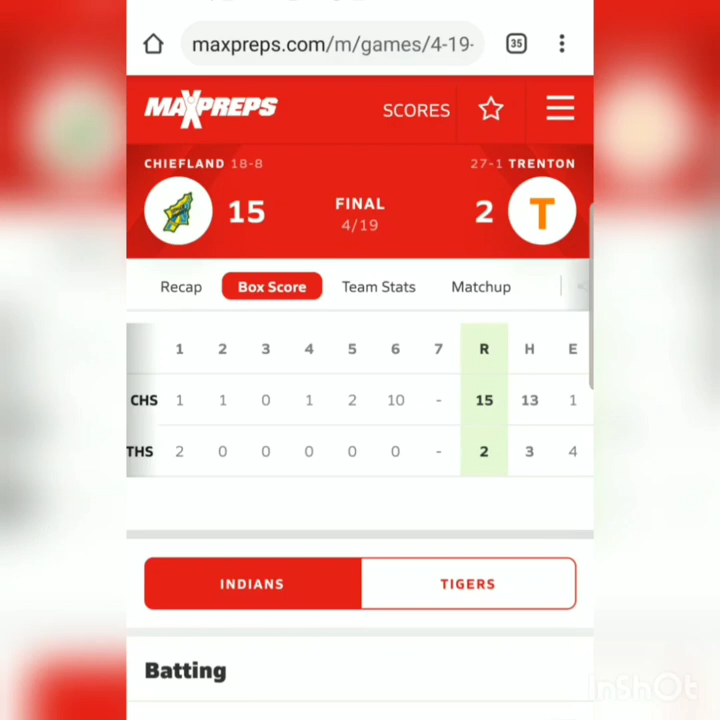 maxpreps.com/m/games/4-19- 35
MAXPREPS SCORES
CHIEFLAND 18-8 27-1 TRENTON
15 FINAL 2 T
4/19
Recap Box Score Team Stats Matchup
1 2 3 4 5 6 7 R H E
CHS 1 1 0 1 2 10 - 15 13 1
THS 2 0 0 0 0 0 - 2 3 4
INDIANS TIGERS
Batting
InShOt